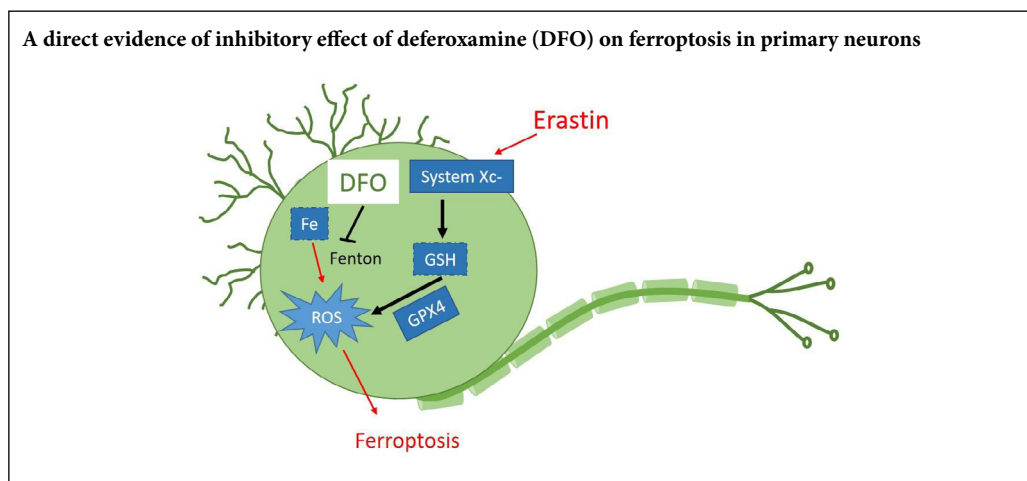 A direct evidence of inhibitory effect of deferoxamine (DFO) on ferroptosis in primary neurons
Erastin
DFO
System Xc-
Fe
Fenton
GSH
ROS
GPX4
Ferroptosis